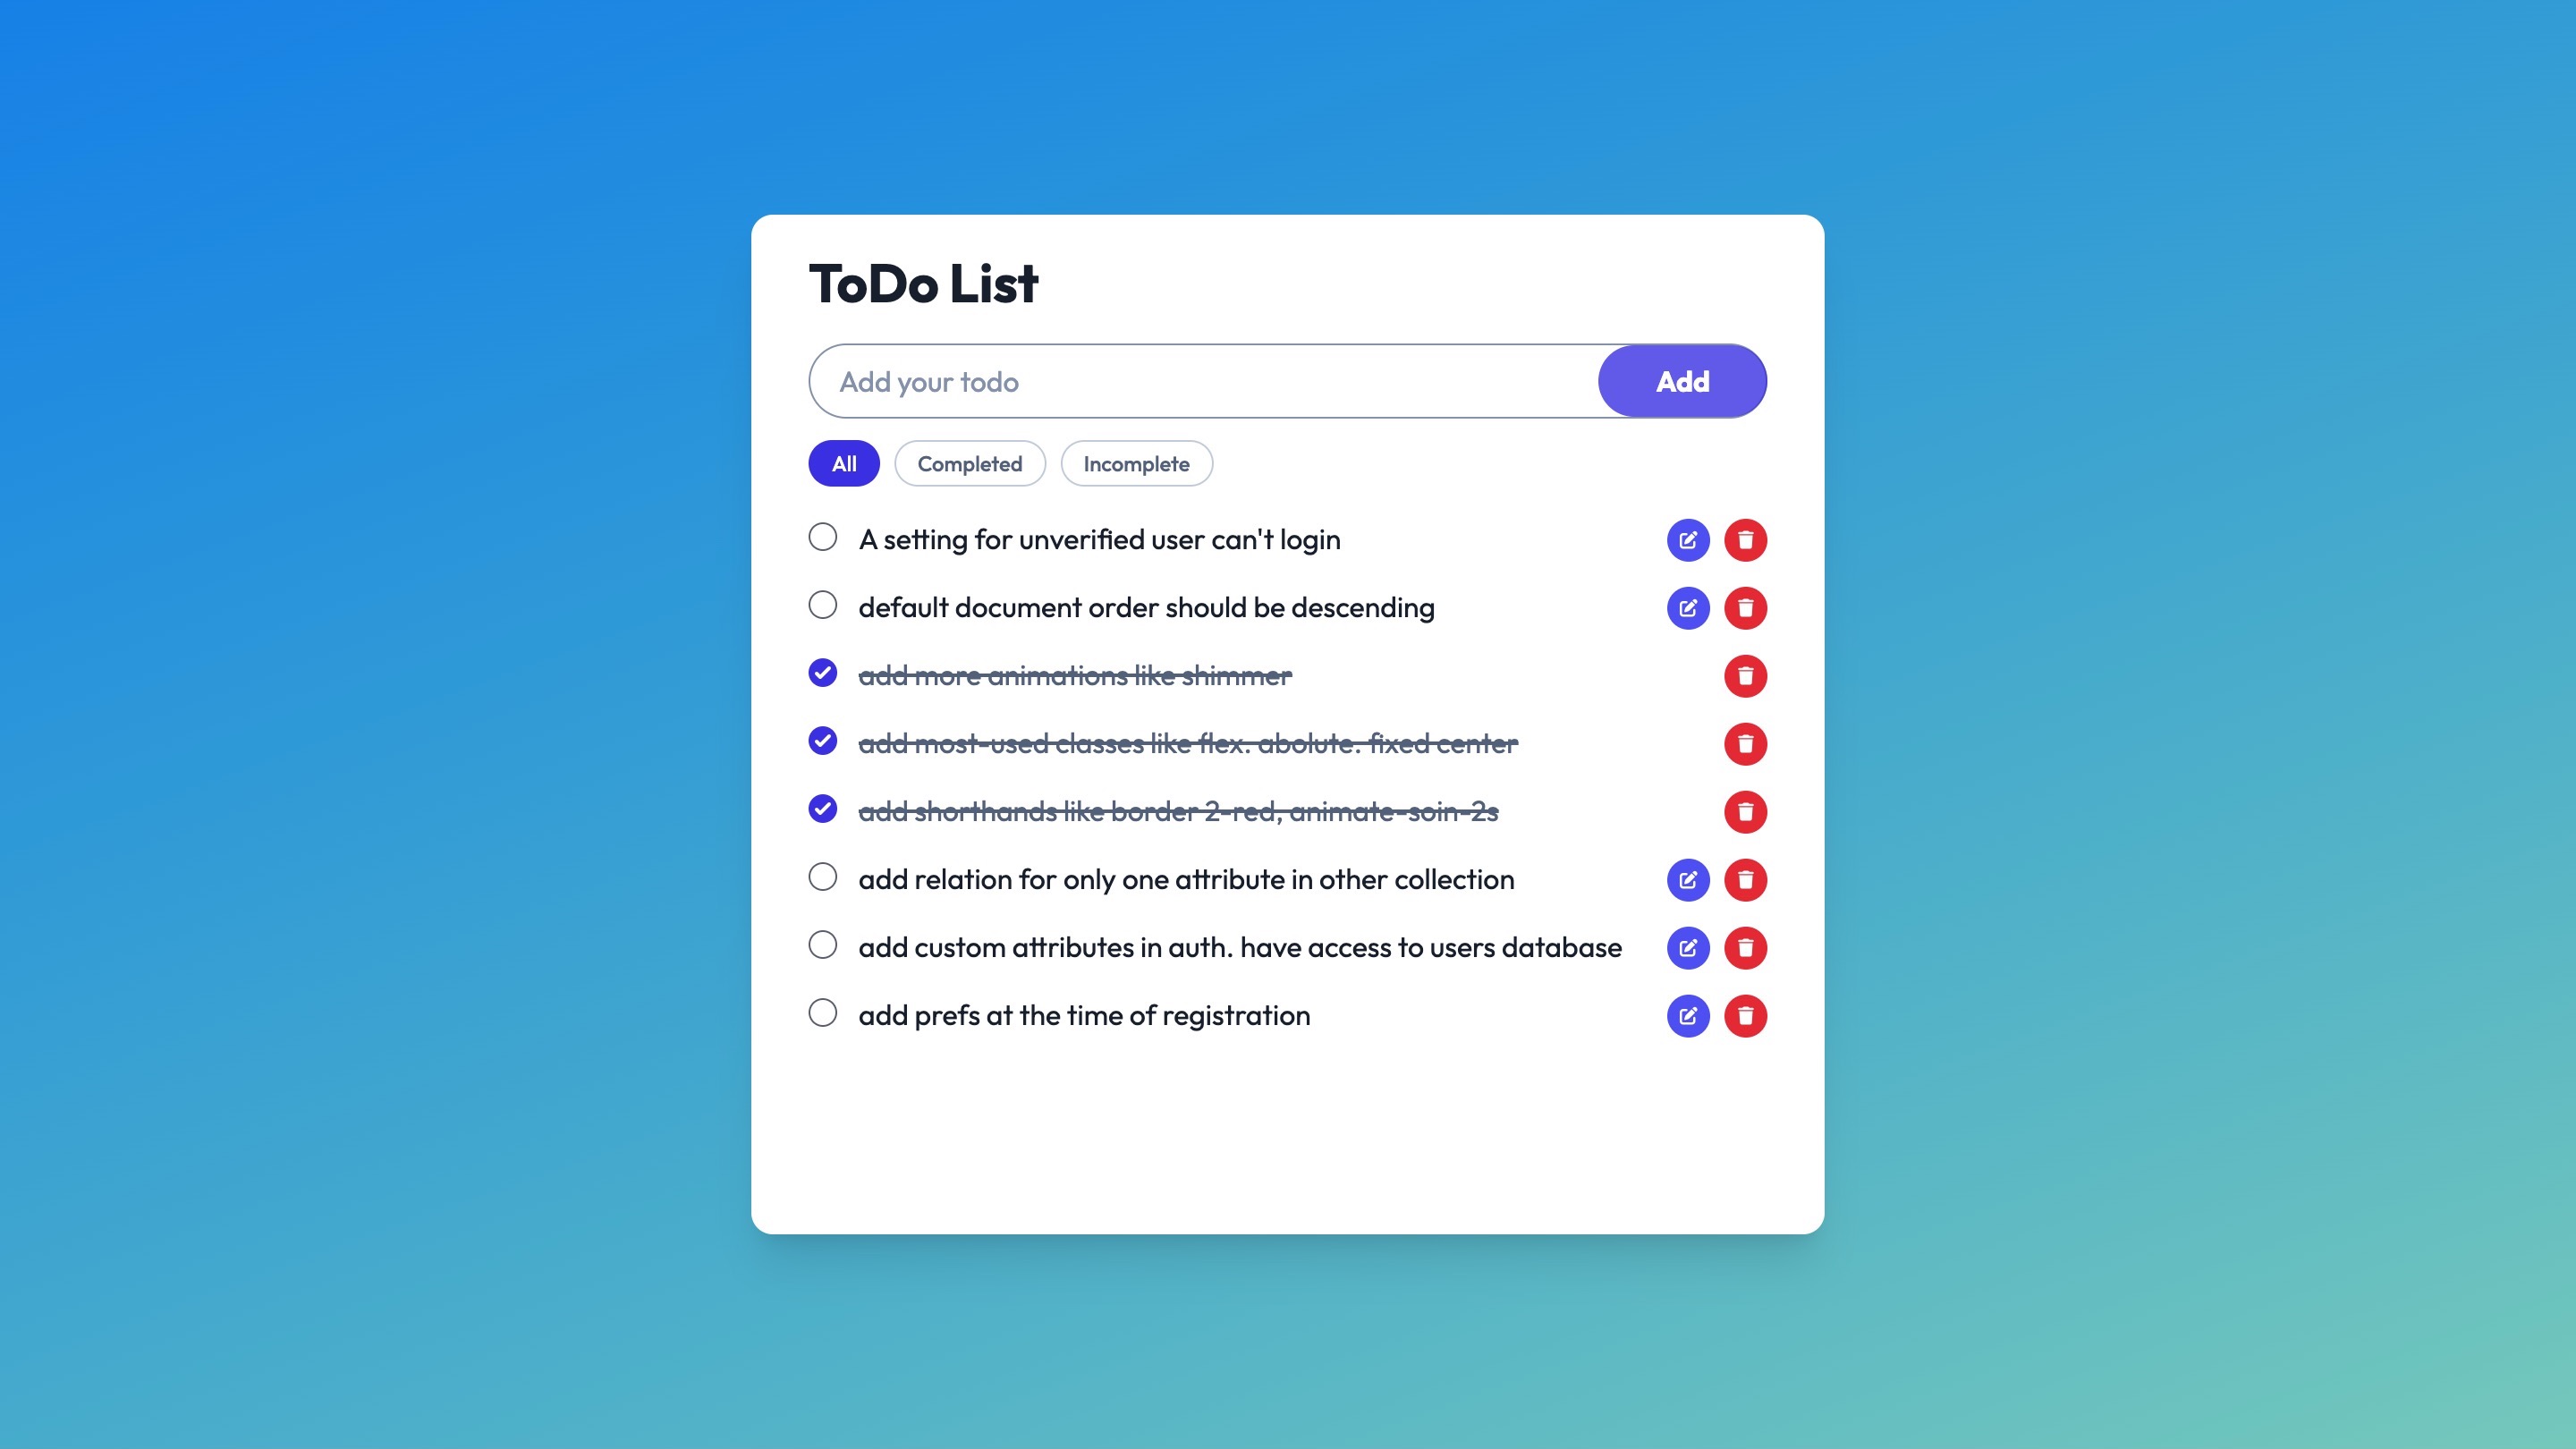 ToDo List
Add your todo
Add
All Completed Incomplete
A setting for unverified user can't login
default document order should be descending
add more animations like shimmer
add most-used classes like flex. abolute. fixed center
add shorthands like border 2-red, animate-soin-2s
add relation for only one attribute in other collection
add custom attributes in auth. have access to users database
add prefs at the time of registration